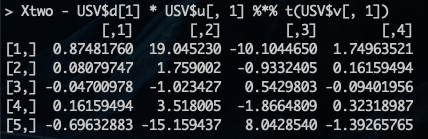 > Xtwo - USV$d[1] * USV$u[, 1] %*% t(USV$v[, 1])
[,1] [,2] [,3] [,4]
[1,] 0.87481760 19.045230 -10.1044650 1.74963521
[2,] 0.08079747 1.759002 -0.9332405 0.16159494
[3,] -0.04700978 -1.023427 0.5429803 -0.09401956
[4,] 0.16159494 3.518005 -1.8664809 0.32318987
[5,] -0.69632883 -15.159437 8.0428540 -1.39265765